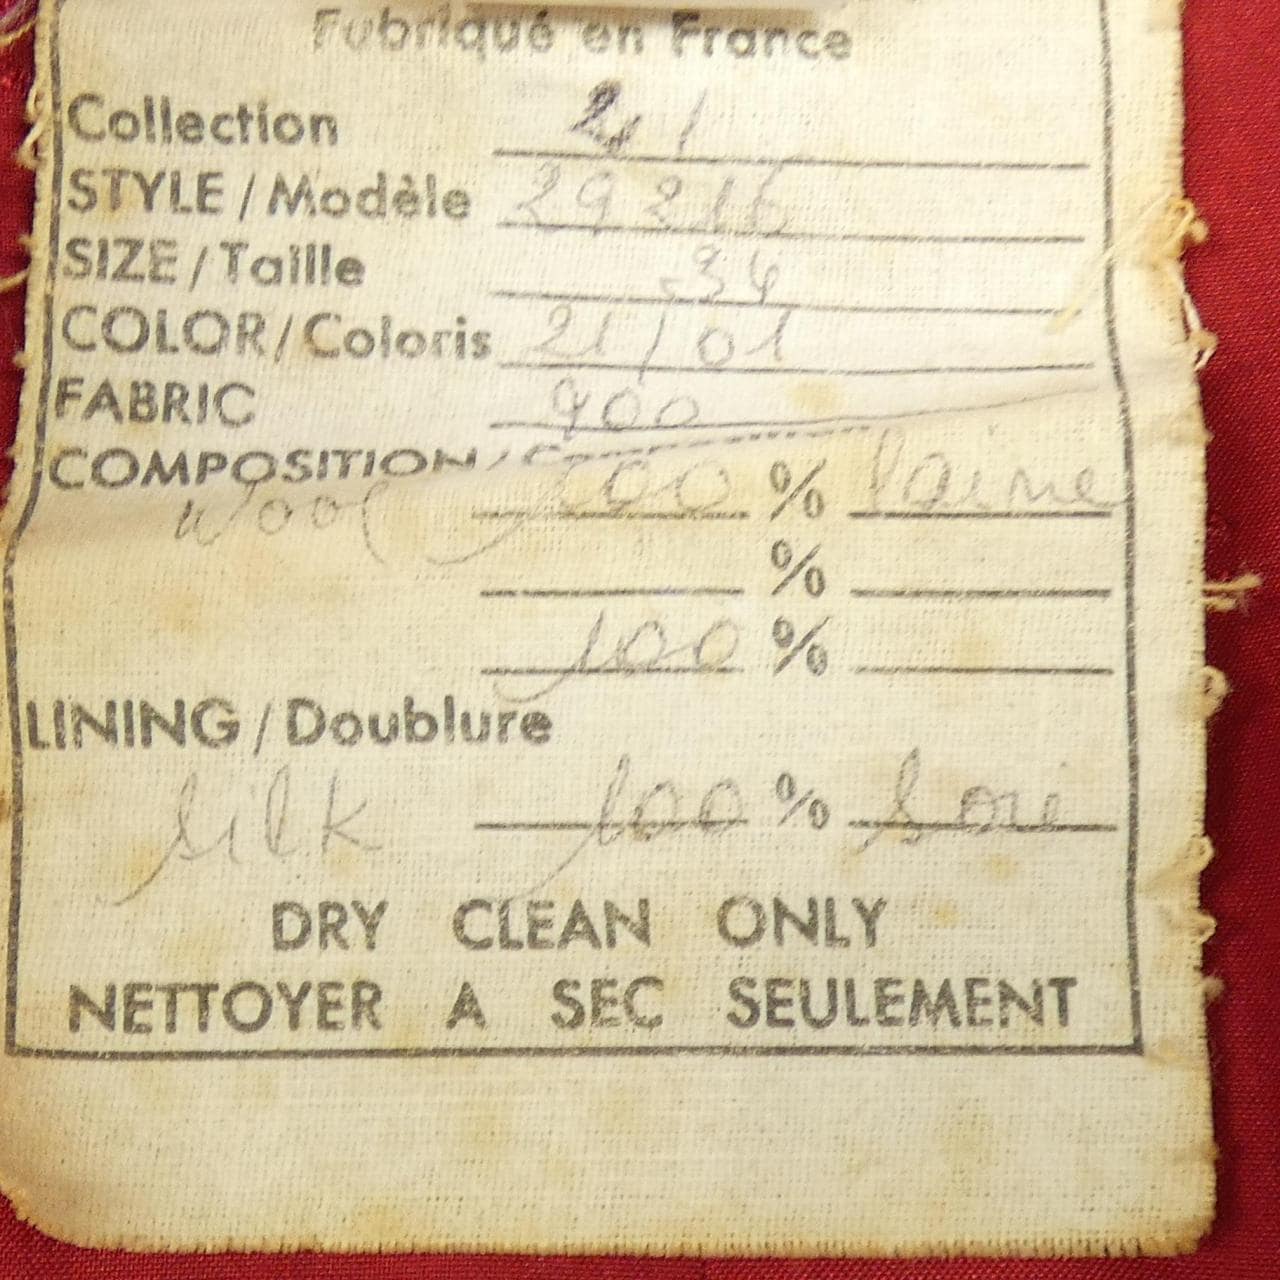 Fabriqué en France
Collection 21
STYLE / Modèle 29216
SIZE / Taille 34
COLOR / Coloris 21/01
FABRIC 900
COMPOSITION /
Wool 100 % laine
%
100 %
LINING / Doublure
Silk 100 % Soie
DRY CLEAN ONLY
NETTOYER A SEC SEULEMENT